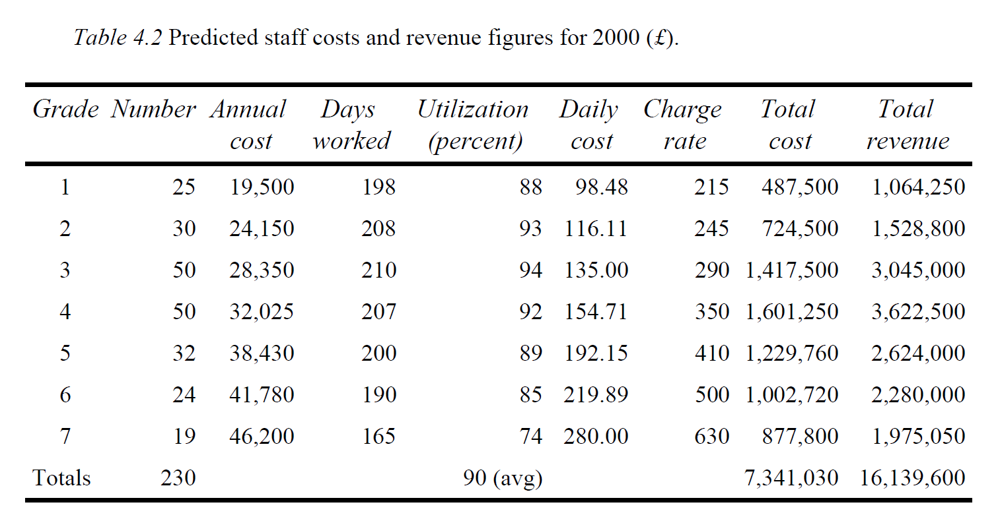 Table 4.2 Predicted staff costs and revenue figures for 2000 (£).
Grade Number Annual cost Days worked Utilization (percent) Daily cost Charge rate Total cost Total revenue
1 25 19,500 198 88 98.48 215 487,500 1,064,250
2 30 24,150 208 93 116.11 245 724,500 1,528,800
3 50 28,350 210 94 135.00 290 1,417,500 3,045,000
4 50 32,025 207 92 154.71 350 1,601,250 3,622,500
5 32 38,430 200 89 192.15 410 1,229,760 2,624,000
6 24 41,780 190 85 219.89 500 1,002,720 2,280,000
7 19 46,200 165 74 280.00 630 877,800 1,975,050
Totals 230 90 (avg) 7,341,030 16,139,600